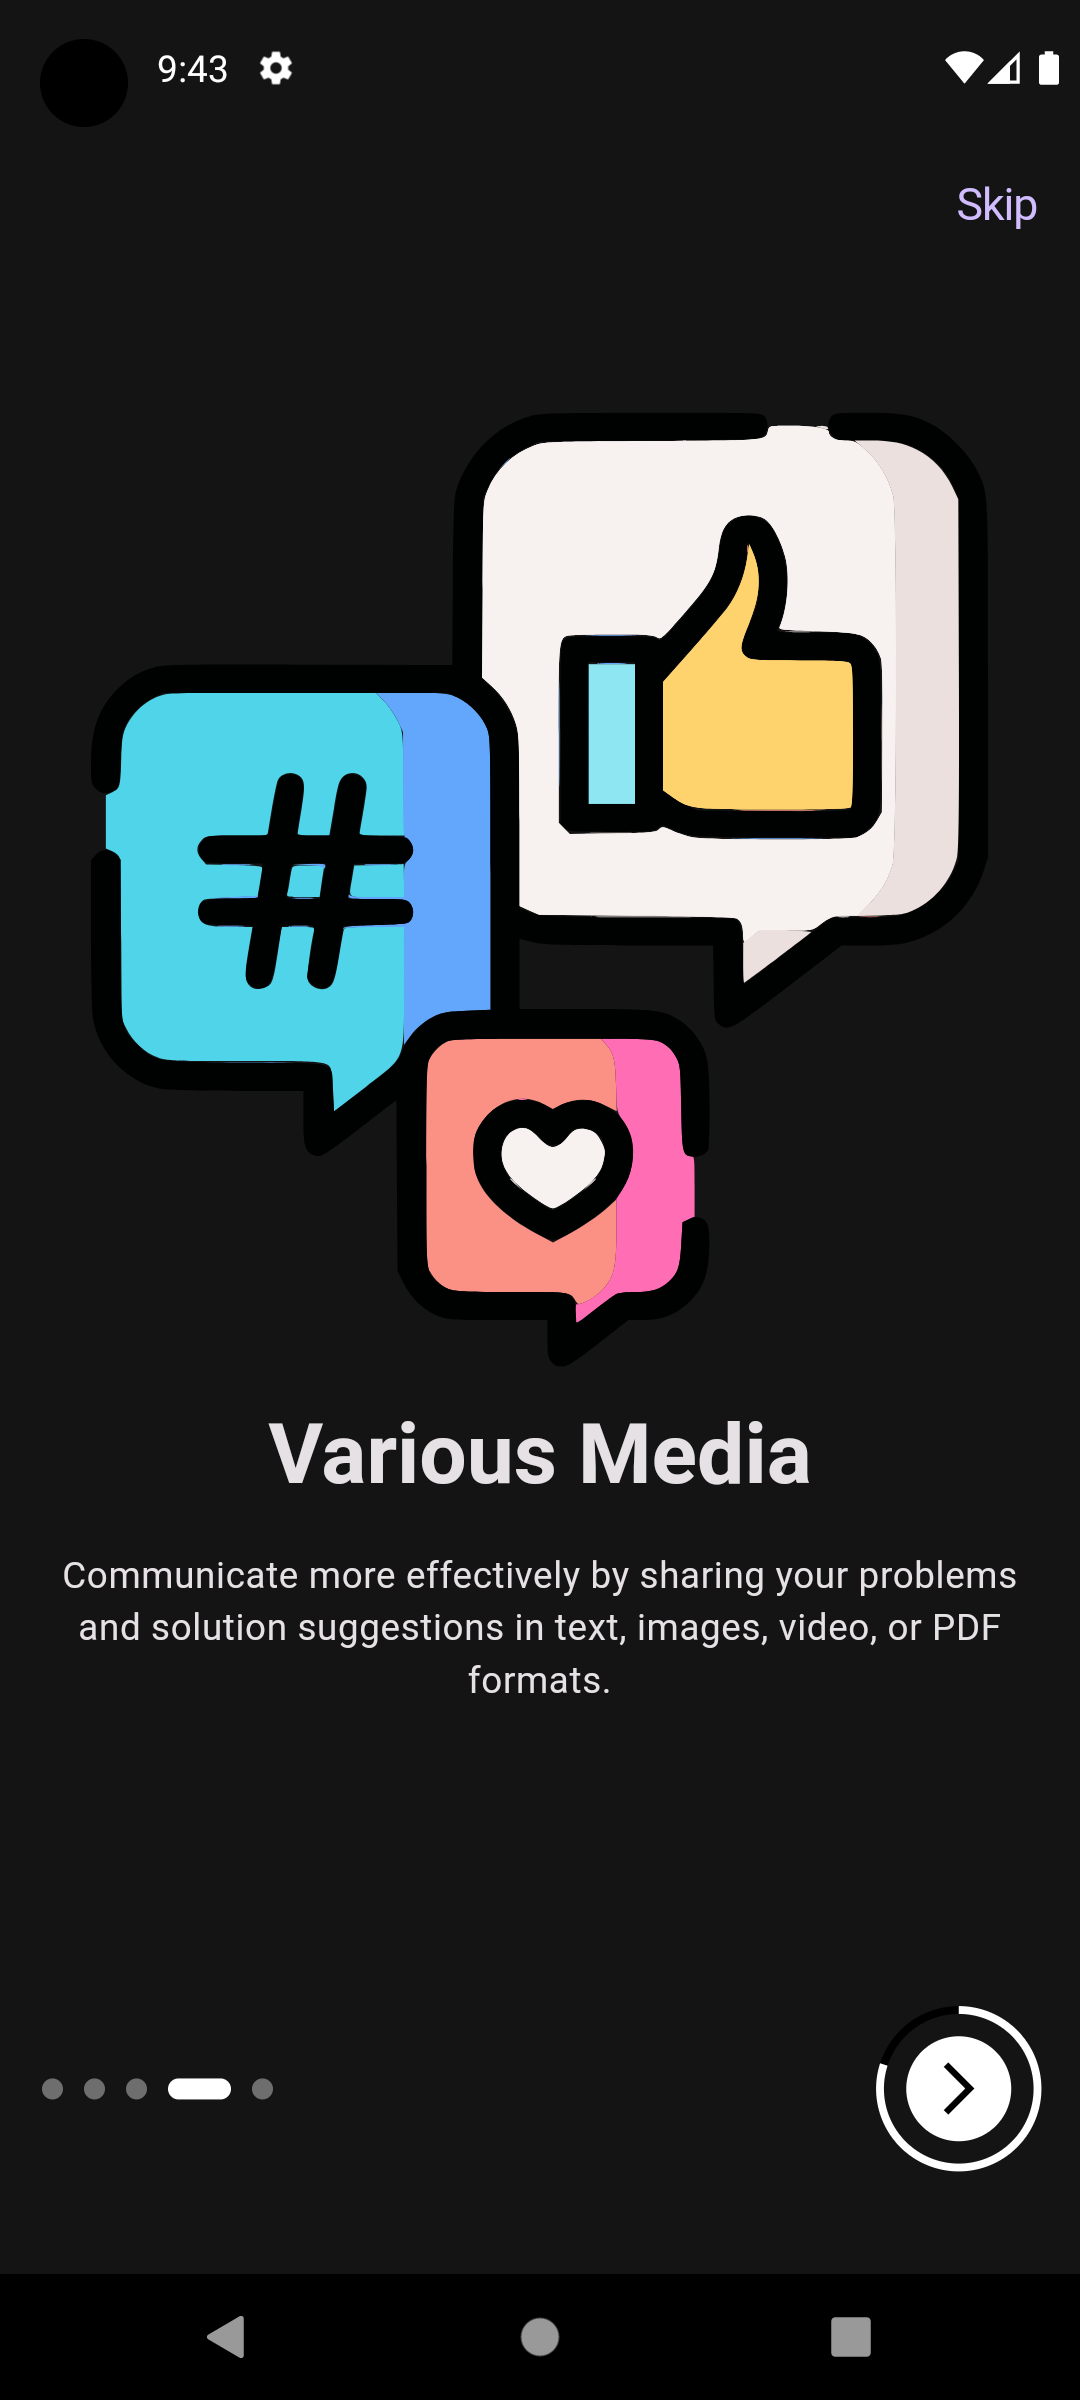 9:43
Skip
#
Various Media
Communicate more effectively by sharing your problems
and solution suggestions in text, images, video, or PDF
formats.